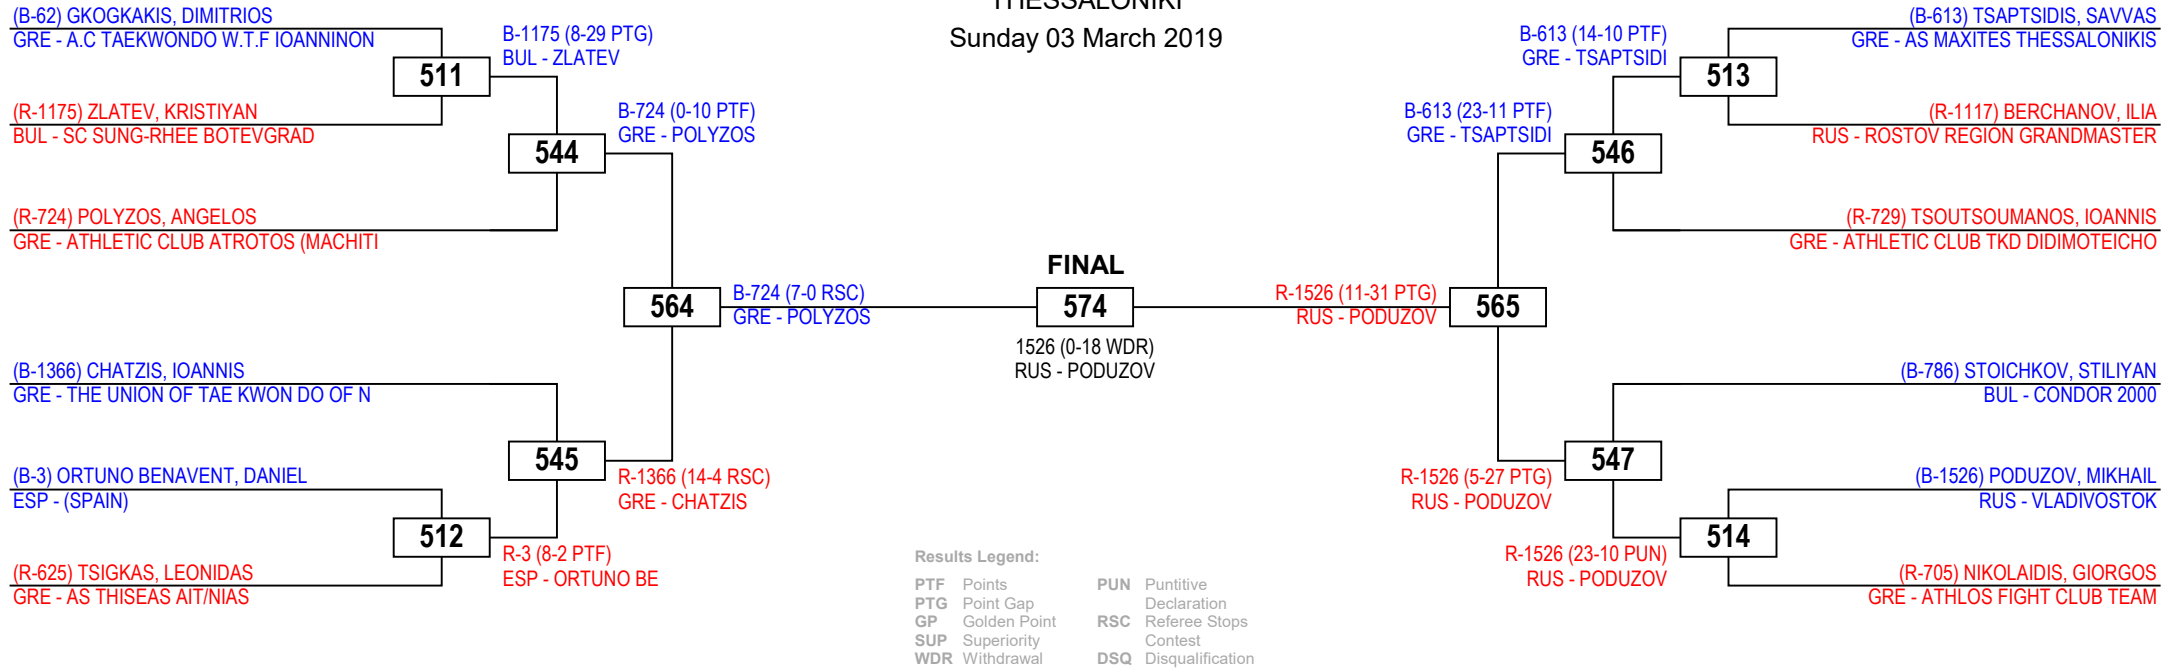 THESSALONIKI
Sunday 03 March 2019
(B-62) GKOGKAKIS, DIMITRIOS
GRE - A.C TAEKWONDO W.T.F IOANNINON
511
(R-1175) ZLATEV, KRISTIYAN
BUL - SC SUNG-RHEE BOTEVGRAD
B-1175 (8-29 PTG)
BUL - ZLATEV
544
(R-724) POLYZOS, ANGELOS
GRE - ATHLETIC CLUB ATROTOS (MACHITI
B-724 (0-10 PTF)
GRE - POLYZOS
564
B-724 (7-0 RSC)
GRE - POLYZOS
(B-1366) CHATZIS, IOANNIS
GRE - THE UNION OF TAE KWON DO OF N
545
R-1366 (14-4 RSC)
GRE - CHATZIS
(B-3) ORTUNO BENAVENT, DANIEL
ESP - (SPAIN)
512
(R-625) TSIGKAS, LEONIDAS
GRE - AS THISEAS AIT/NIAS
R-3 (8-2 PTF)
ESP - ORTUNO BE
FINAL
574
1526 (0-18 WDR)
RUS - PODUZOV
(B-613) TSAPTSIDIS, SAVVAS
GRE - AS MAXITES THESSALONIKIS
B-613 (14-10 PTF)
GRE - TSAPTSIDI
513
(R-1117) BERCHANOV, ILIA
RUS - ROSTOV REGION GRANDMASTER
B-613 (23-11 PTF)
GRE - TSAPTSIDI
546
(R-729) TSOUTSOUMANOS, IOANNIS
GRE - ATHLETIC CLUB TKD DIDIMOTEICHO
R-1526 (11-31 PTG)
RUS - PODUZOV
565
(B-786) STOICHKOV, STILIYAN
BUL - CONDOR 2000
R-1526 (5-27 PTG)
RUS - PODUZOV
547
(B-1526) PODUZOV, MIKHAIL
RUS - VLADIVOSTOK
R-1526 (23-10 PUN)
RUS - PODUZOV
514
(R-705) NIKOLAIDIS, GIORGOS
GRE - ATHLOS FIGHT CLUB TEAM
Results Legend:
PTF Points
PTG Point Gap
GP Golden Point
SUP Superiority
WDR Withdrawal
PUN Puntitive
Declaration
RSC Referee Stops
Contest
DSQ Disqualification